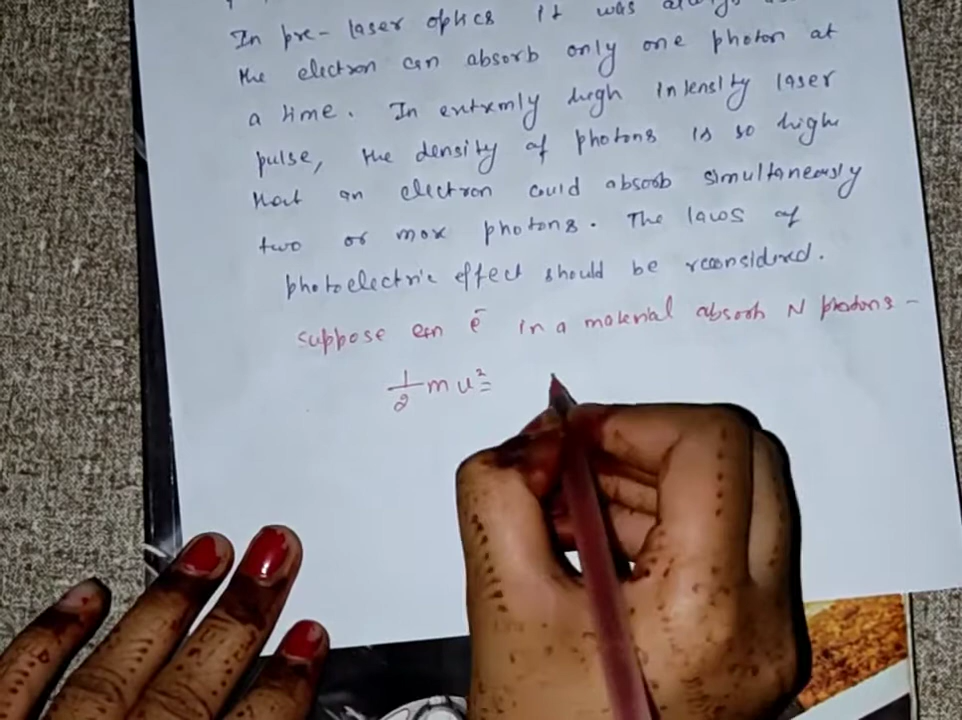 In pre-laser optics it was
the electron can absorb only one photon at
a time. In extremly high intensity laser
pulse, the density of photons is so high
that an electron could absorb simultaneously
two or more photons. The laws of
photoelectric effect should be reconsidered.
suppose an e⁻ in a material absorb N photons -
1/2 mu² =